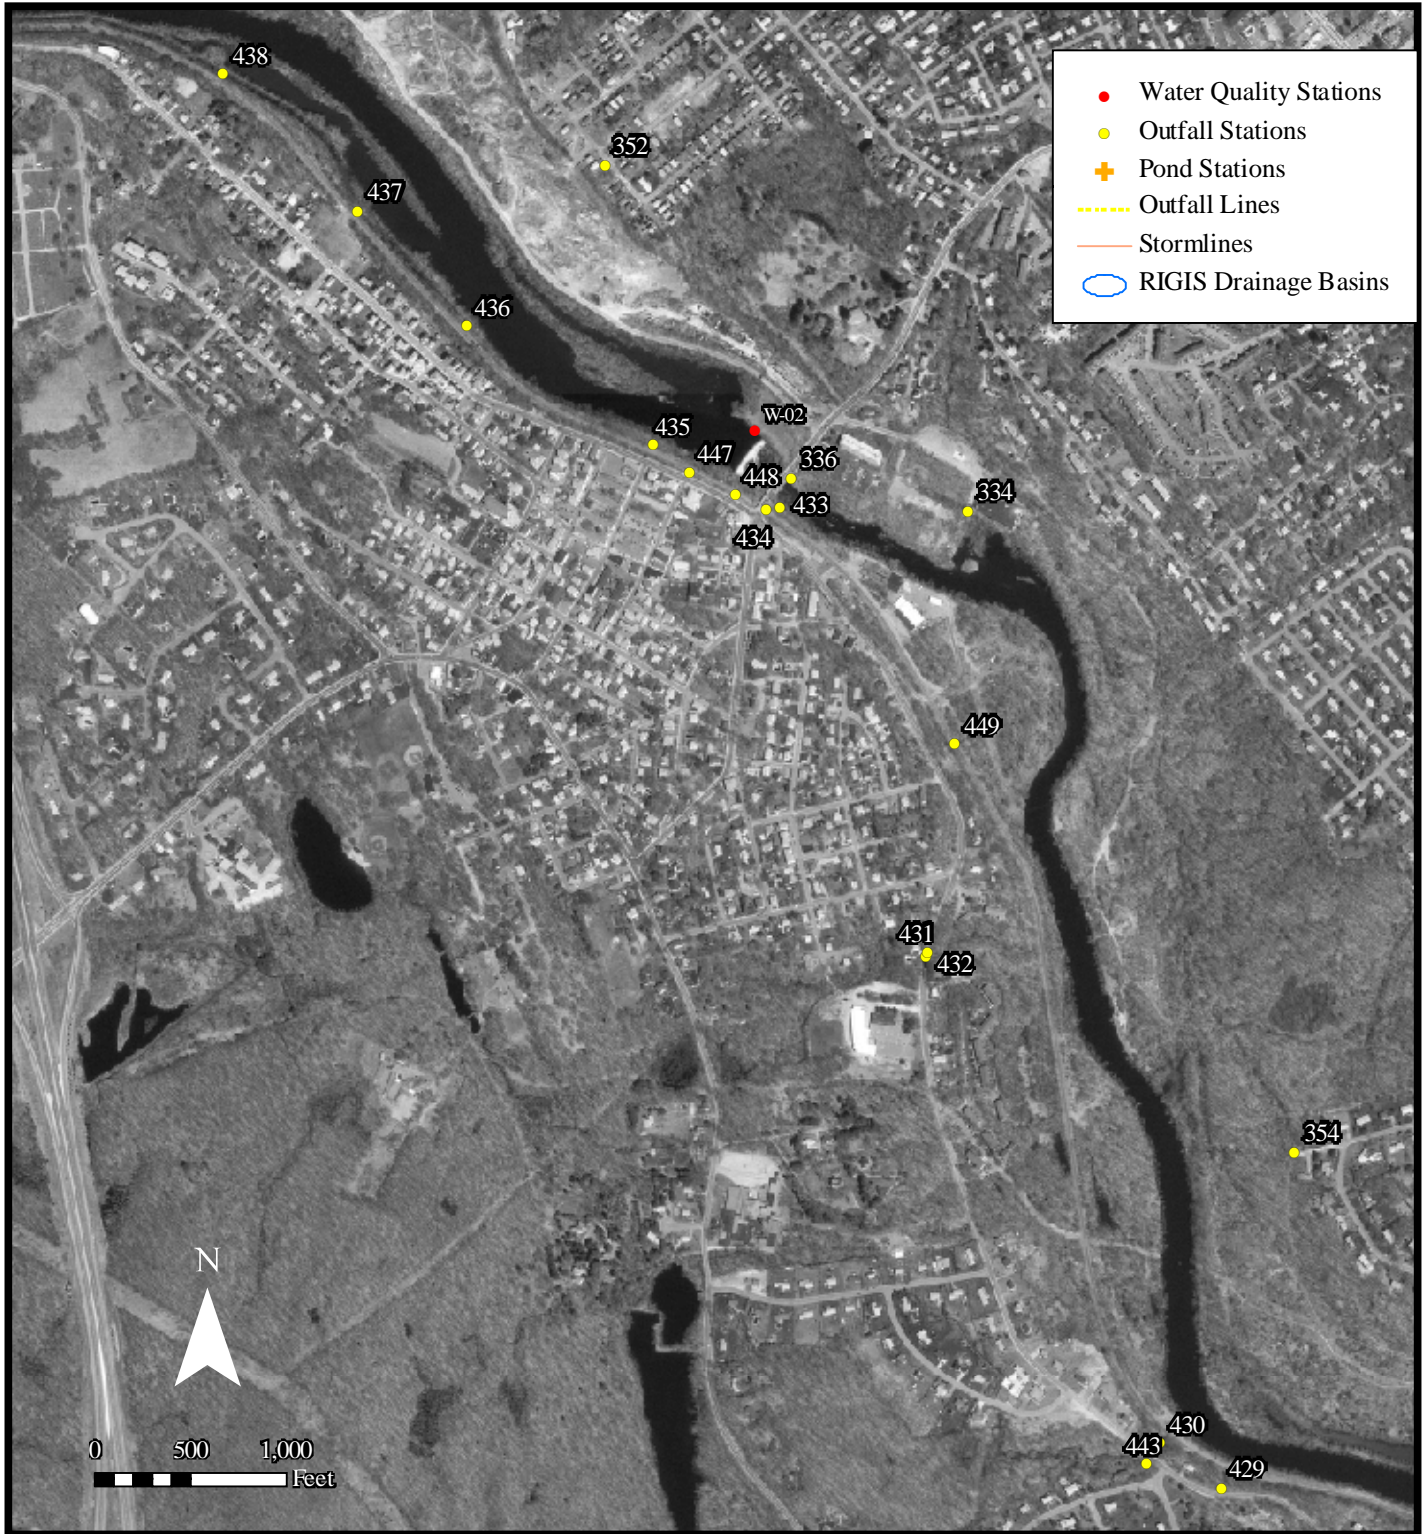 438
Water Quality Stations
Outfall Stations
Pond Stations
Outfall Lines
Stormlines
RIGIS Drainage Basins
352
437
436
W-02
435
447
336
448
433
334
434
449
431
432
354
N
430
443
429
0 500 1,000
Feet